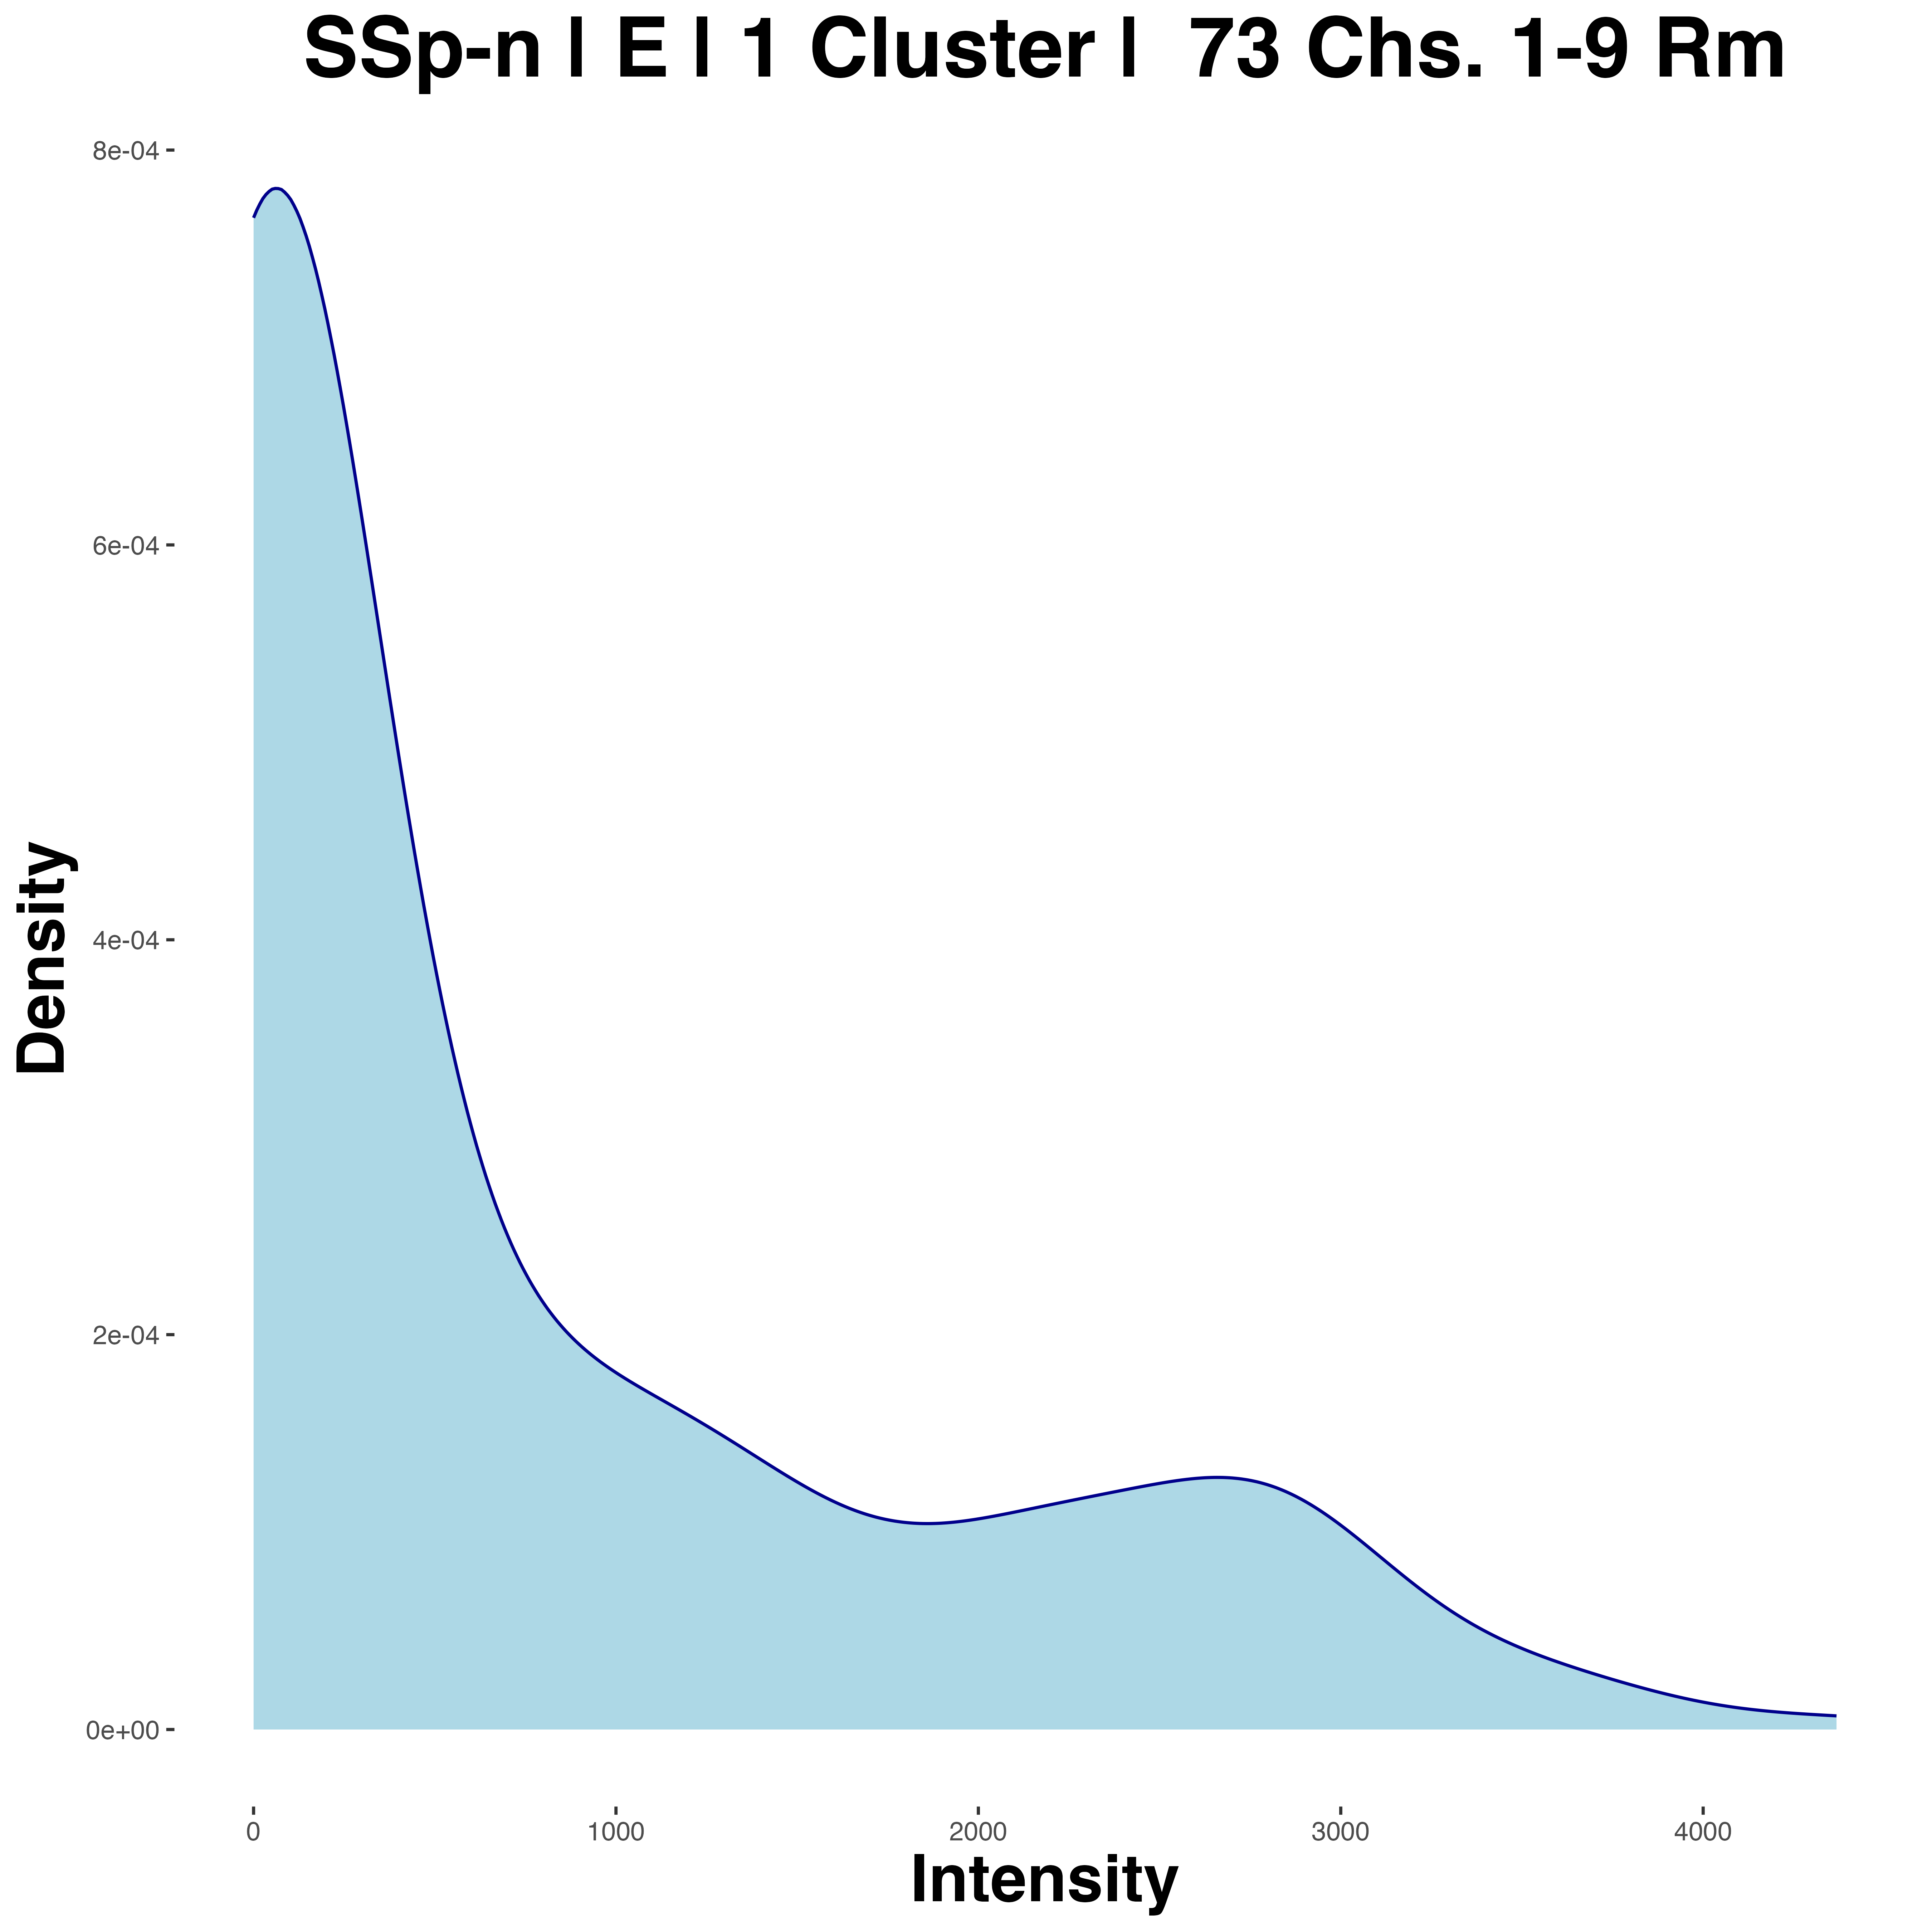 SSp-n | E | 1 Cluster | 73 Chs. 1-9 Rm
8e-04
6e-04
4e-04
2e-04
0e+00
Density
0 1000 2000 3000 4000
Intensity